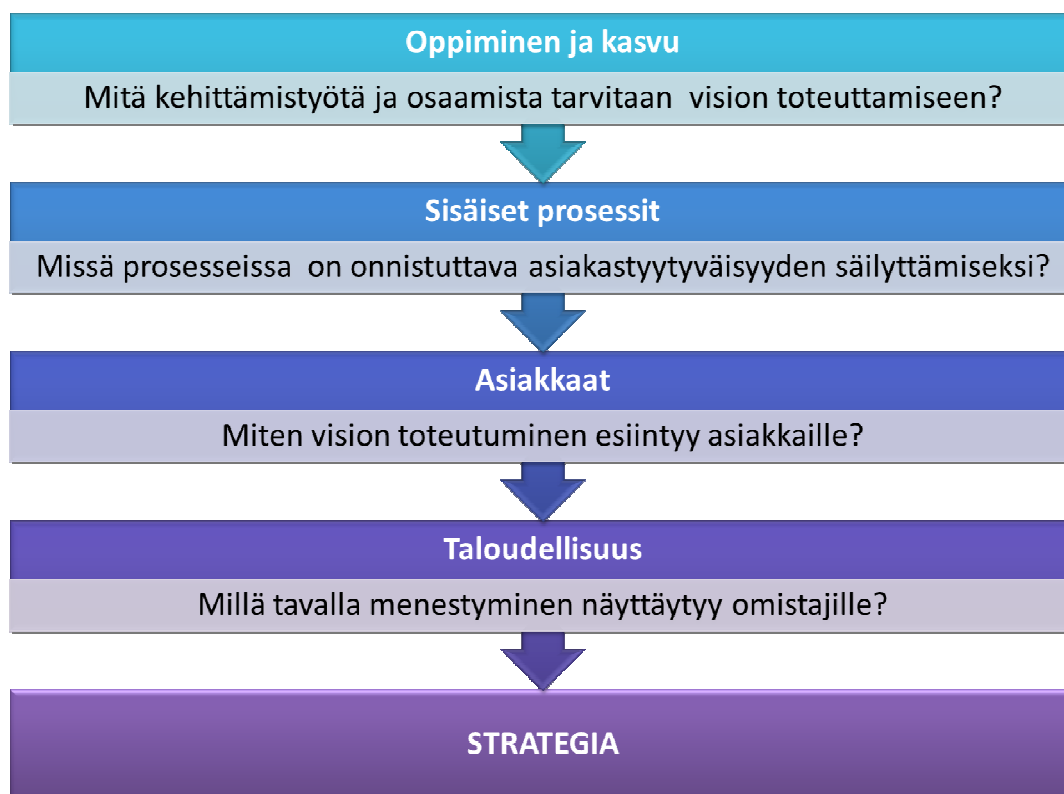 Oppiminen ja kasvu
Mitä kehittämistyötä ja osaamista tarvitaan  vision toteuttamiseen?
Sisäiset prosessit
Missä prosesseissa  on onnistuttava asiakastyytyväisyyden säilyttämiseksi?
Asiakkaat
Miten vision toteutuminen esiintyy asiakkaille?
Taloudellisuus
Millä tavalla menestyminen näyttäytyy omistajille?
STRATEGIA